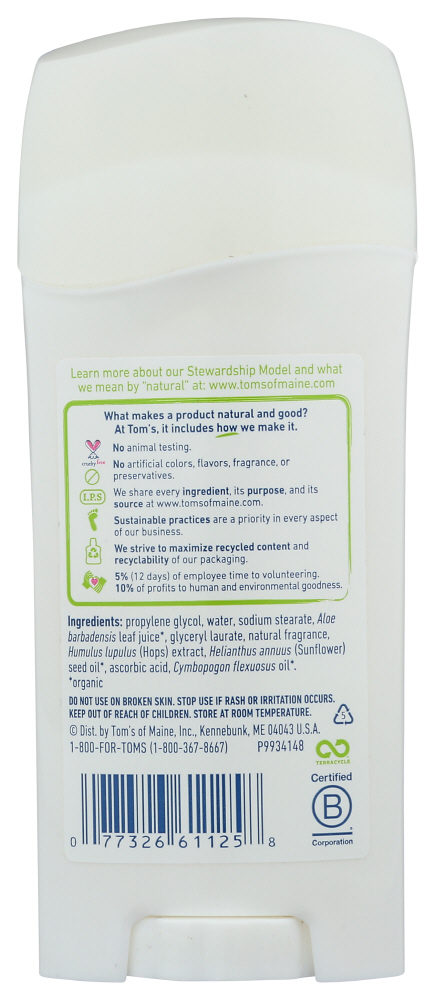 Learn more about our Stewardship Model and what
we mean by "natural" at: www.tomsofmaine.com
What makes a product natural and good?
At Tom's, it includes how we make it.
cruelty free
No animal testing.
No artificial colors, flavors, fragrance, or
preservatives.
I.P.S
We share every ingredient, its purpose, and its
source at www.tomsofmaine.com.
Sustainable practices are a priority in every aspect
of our business.
We strive to maximize recycled content and
recyclability of our packaging.
5% (12 days) of employee time to volunteering.
10% of profits to human and environmental goodness.
Ingredients: propylene glycol, water, sodium stearate, Aloe
barbadensis leaf juice*, glyceryl laurate, natural fragrance,
Humulus lupulus (Hops) extract, Helianthus annuus (Sunflower)
seed oil*, ascorbic acid, Cymbopogon flexuosus oil*.
*organic
DO NOT USE ON BROKEN SKIN. STOP USE IF RASH OR IRRITATION OCCURS.
KEEP OUT OF REACH OF CHILDREN. STORE AT ROOM TEMPERATURE.
5
© Dist. by Tom's of Maine, Inc., Kennebunk, ME 04043 U.S.A.
1-800-FOR-TOMS (1-800-367-8667) P9934148
TERRACYCLE
Certified
B
Corporation
0 77326 61125 8